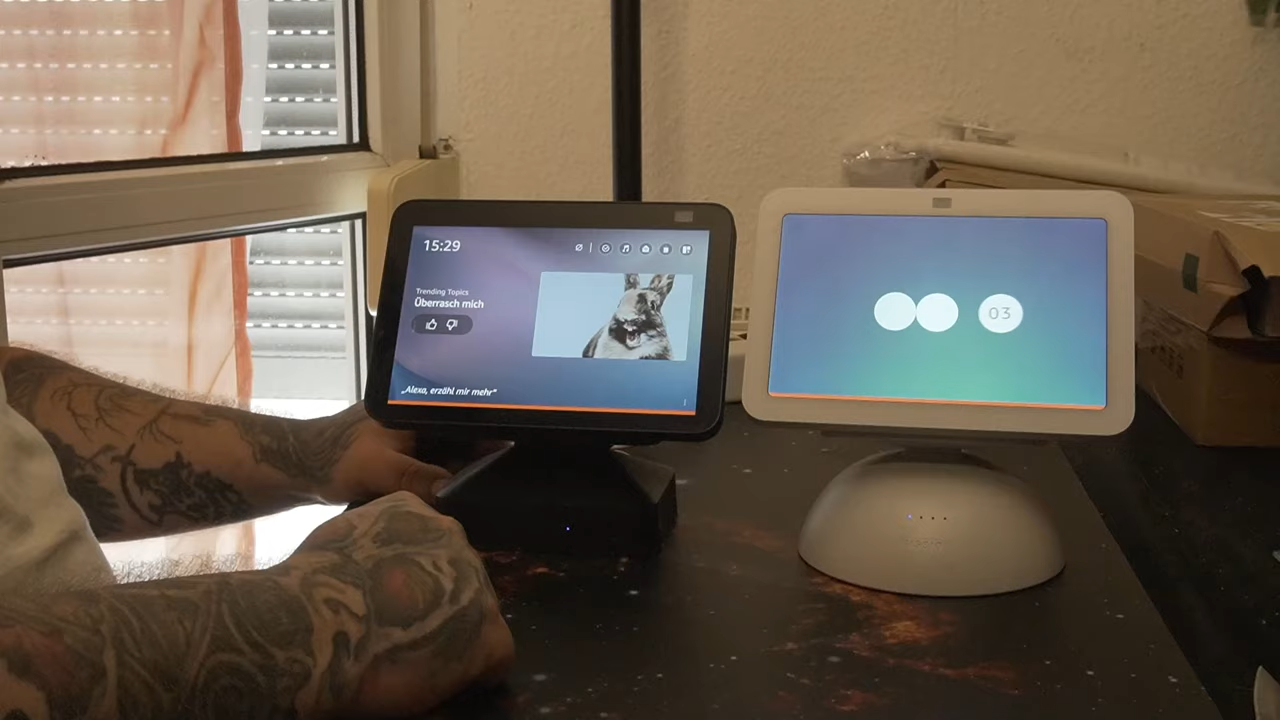 15:29
Trending Topics
Überrasch mich
„Alexa, erzähl mir mehr“
03